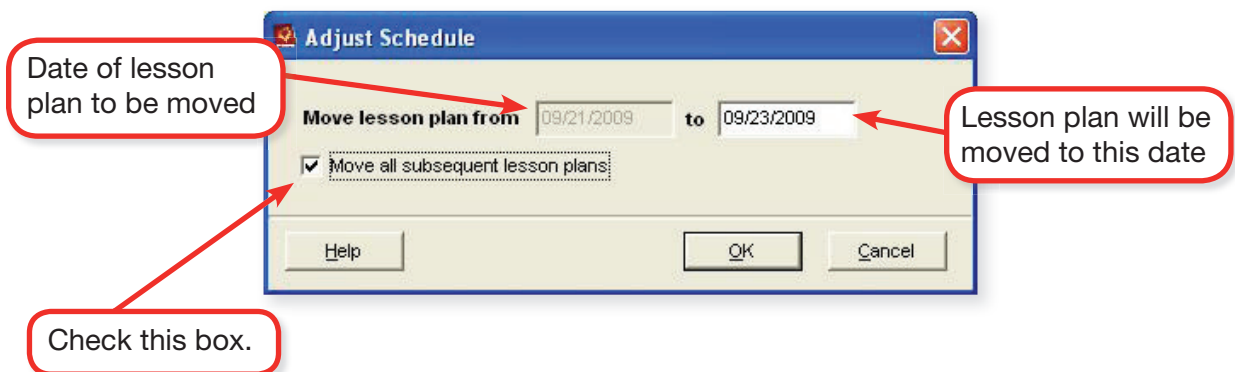 Adjust Schedule
Date of lesson
plan to be moved
Move lesson plan from 09/21/2009 to 09/23/2009
Lesson plan will be
moved to this date
Move all subsequent lesson plans
Help OK Cancel
Check this box.